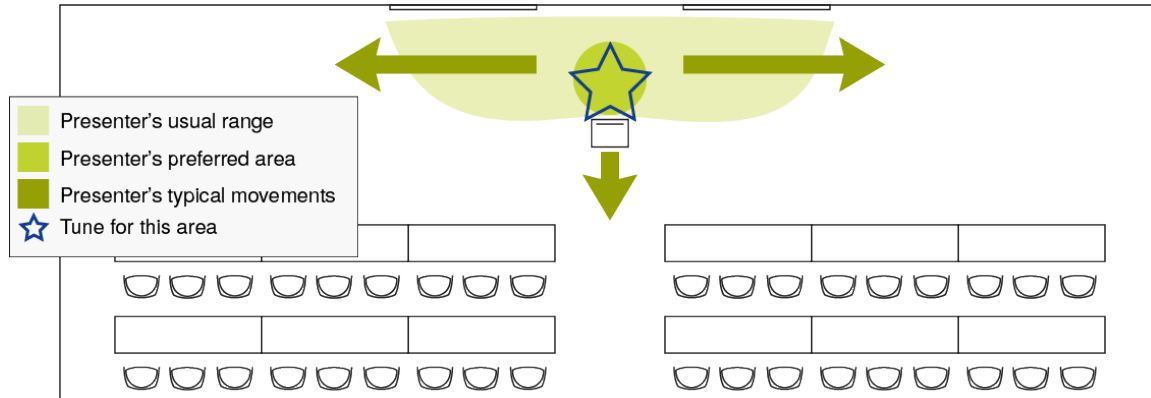 Presenter's usual range
Presenter's preferred area
Presenter's typical movements
Tune for this area